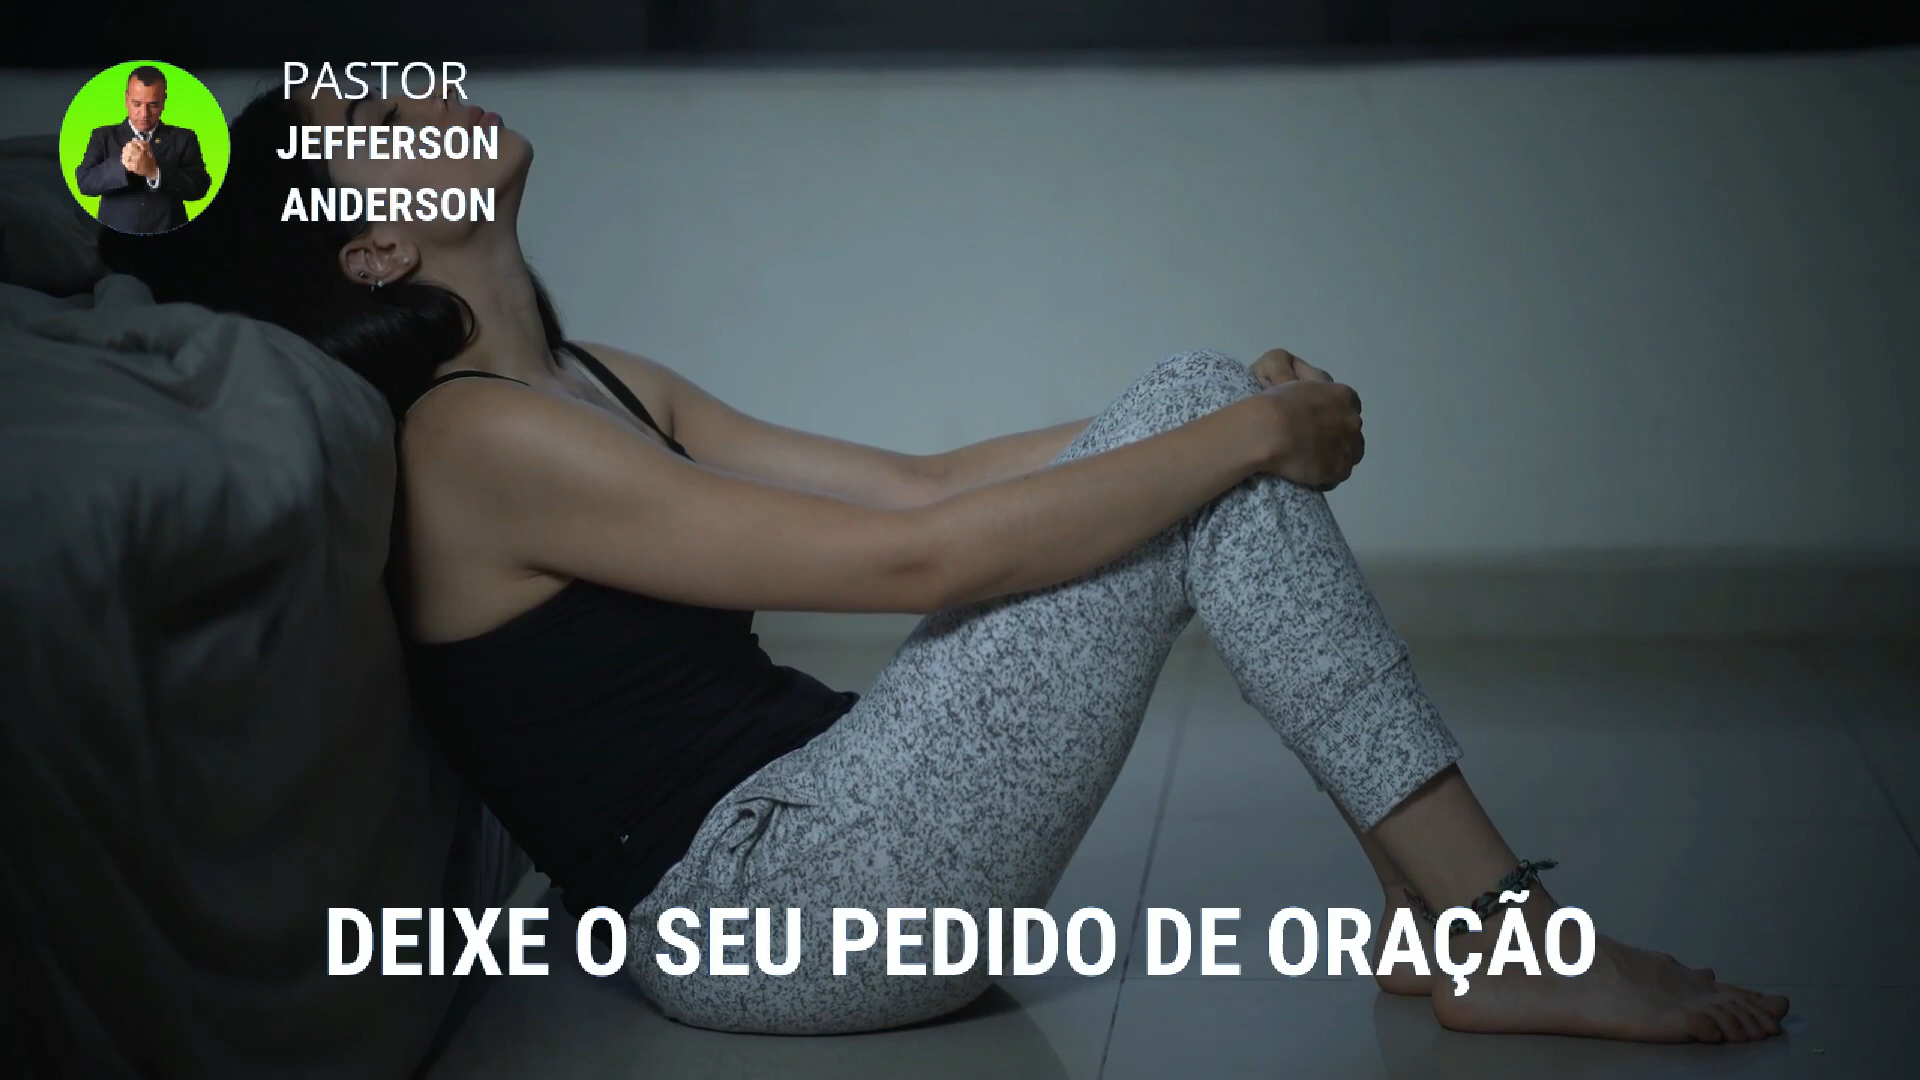 PASTOR
JEFFERSON
ANDERSON
DEIXE O SEU PEDIDO DE ORAÇÃO